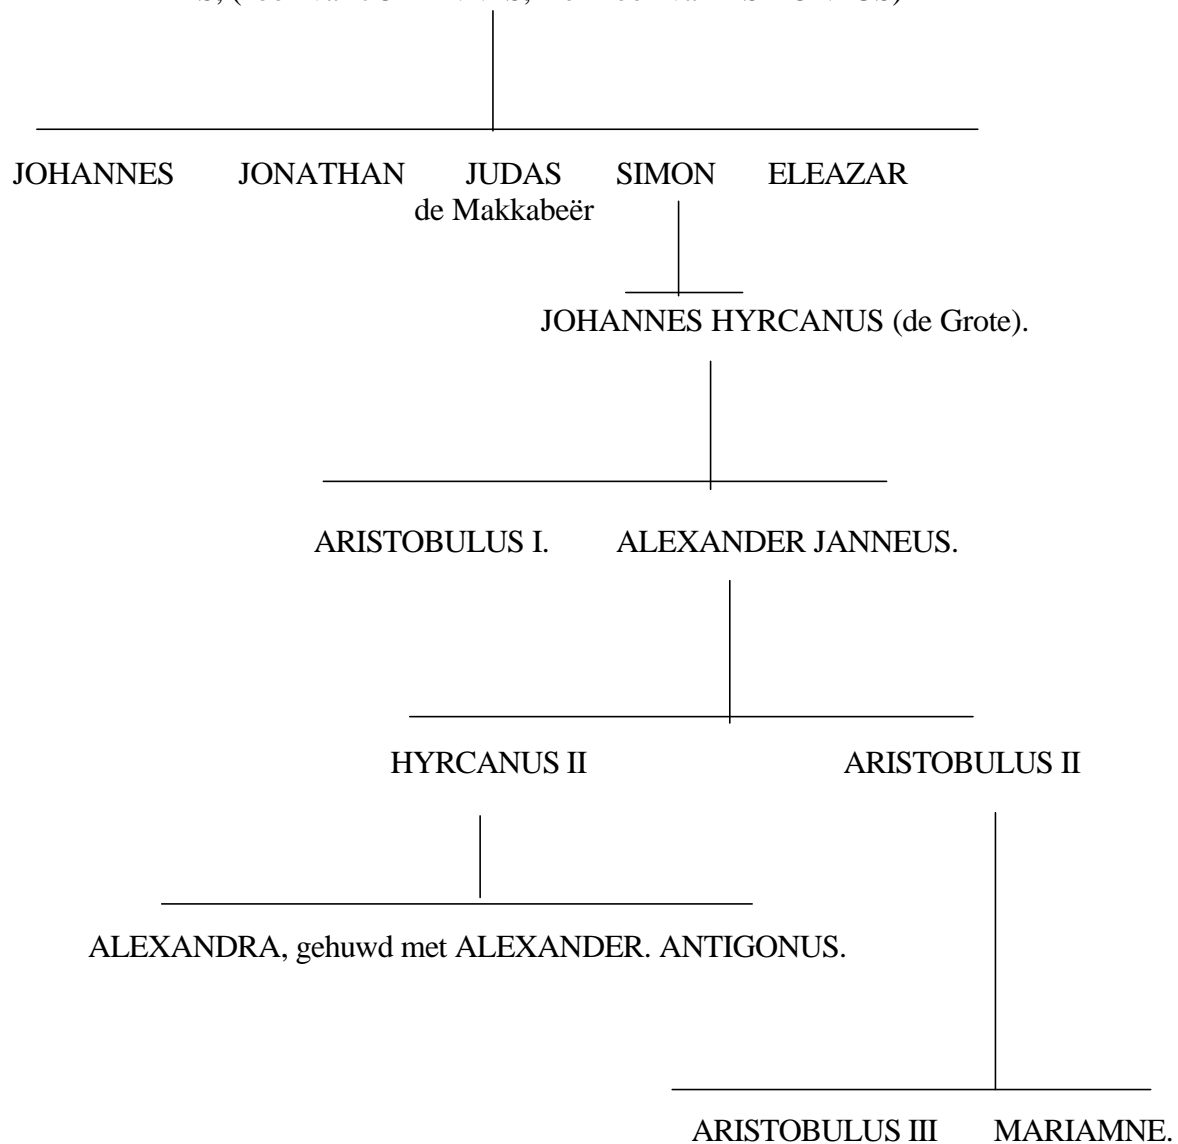 JOHANNES JONATHAN JUDAS SIMON ELEAZAR
de Makkabeër
JOHANNES HYRCANUS (de Grote).
ARISTOBULUS I. ALEXANDER JANNEUS.
HYRCANUS II ARISTOBULUS II
ALEXANDRA, gehuwd met ALEXANDER. ANTIGONUS.
ARISTOBULUS III MARIAMNE.